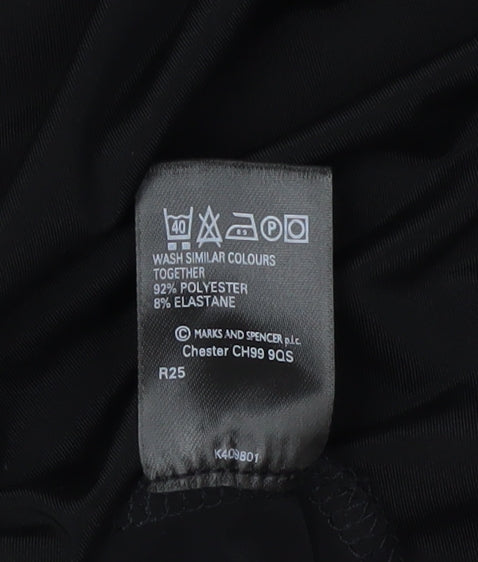 40 P
WASH SIMILAR COLOURS
TOGETHER
92% POLYESTER
8% ELASTANE
© MARKS AND SPENCER p.l.c.
Chester CH99 9QS
R25
K409801